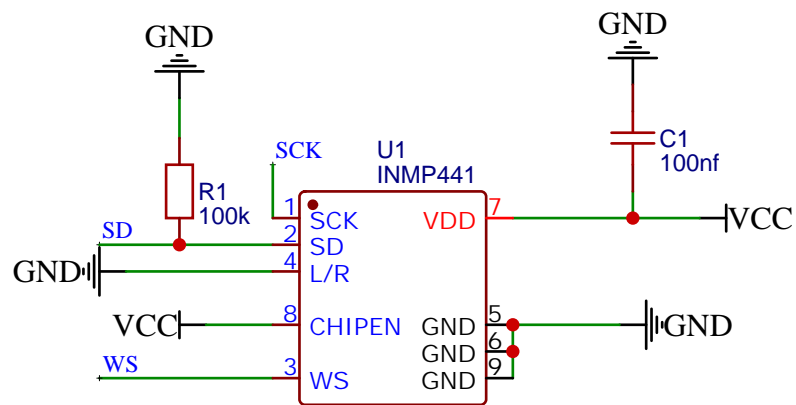 GND
GND
SCK
U1
INMP441
C1
100nf
R1
100k
1
SCK
VDD
7
VCC
SD
2
SD
GND
4
L/R
VCC
8
CHIPEN
GND
5
GND
GND
6
GND
9
WS
3
WS